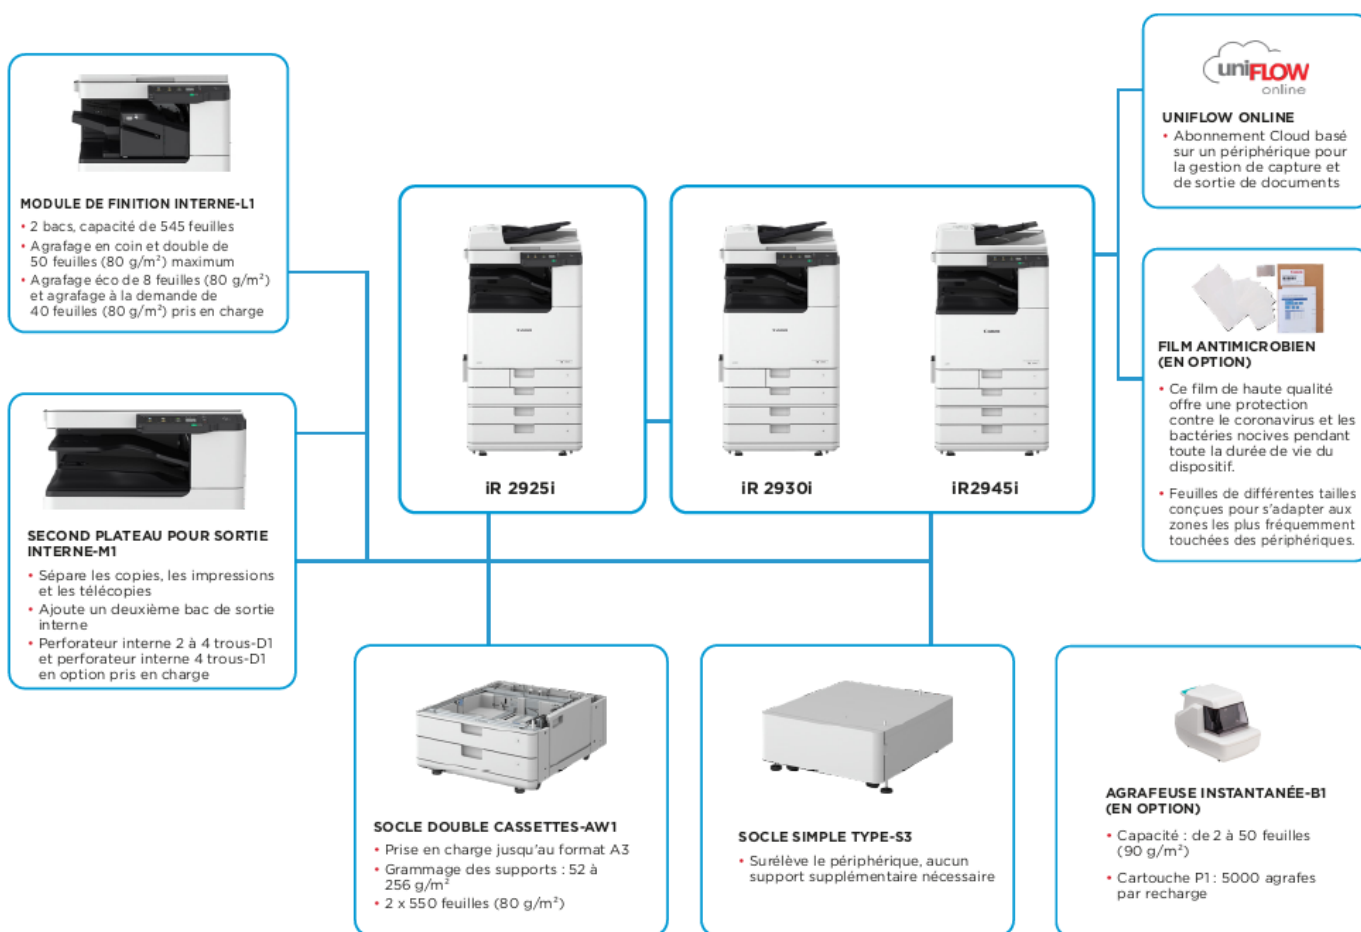 MODULE DE FINITION INTERNE-L1
• 2 bacs, capacité de 545 feuilles
• Agrafage en coin et double de
50 feuilles (80 g/m²) maximum
• Agrafage éco de 8 feuilles (80 g/m²)
et agrafage à la demande de
40 feuilles (80 g/m²) pris en charge
SECOND PLATEAU POUR SORTIE
INTERNE-M1
• Sépare les copies, les impressions
et les télécopies
• Ajoute un deuxième bac de sortie
interne
• Perforateur interne 2 à 4 trous-D1
et perforateur interne 4 trous-D1
en option pris en charge
Canon
iR 2925i
Canon
iR 2930i
Canon
iR2945i
uniFLOW
online
UNIFLOW ONLINE
• Abonnement Cloud basé
sur un périphérique pour
la gestion de capture et
de sortie de documents
FILM ANTIMICROBIEN
(EN OPTION)
• Ce film de haute qualité
offre une protection
contre le coronavirus et les
bactéries nocives pendant
toute la durée de vie du
dispositif.
• Feuilles de différentes tailles
conçues pour s'adapter aux
zones les plus fréquemment
touchées des périphériques.
SOCLE DOUBLE CASSETTES-AW1
• Prise en charge jusqu'au format A3
• Grammage des supports : 52 à
256 g/m²
• 2 x 550 feuilles (80 g/m²)
SOCLE SIMPLE TYPE-S3
• Surélève le périphérique, aucun
support supplémentaire nécessaire
AGRAFEUSE INSTANTANÉE-B1
(EN OPTION)
• Capacité : de 2 à 50 feuilles
(90 g/m²)
• Cartouche P1 : 5000 agrafes
par recharge